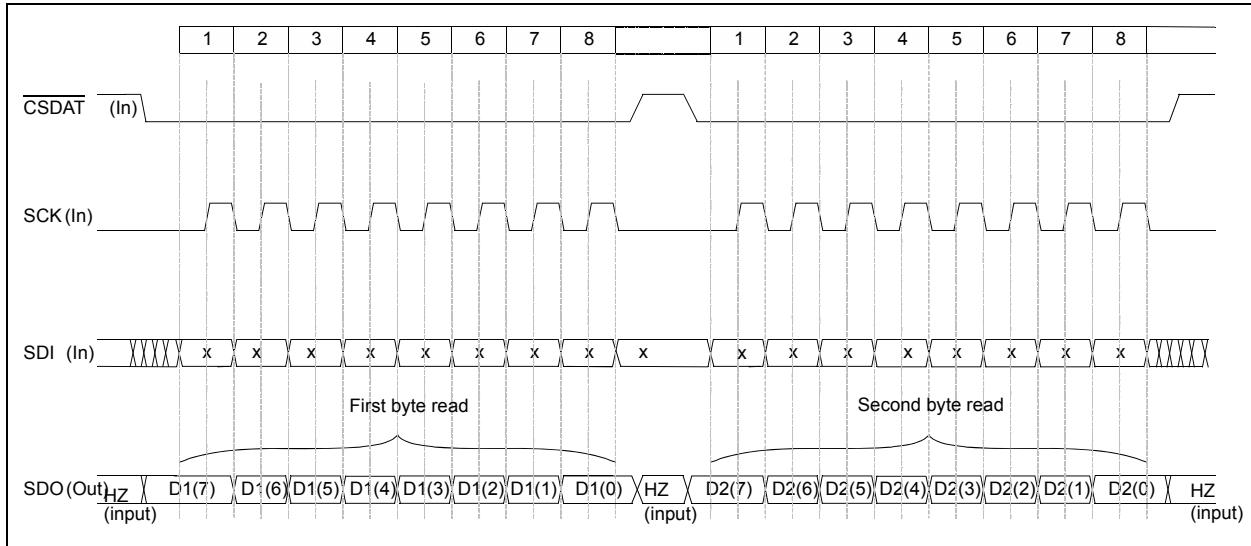 1 2 3 4 5 6 7 8 1 2 3 4 5 6 7 8
CSDAT (In)
SCK (In)
SDI (In) x x x x x x x x x x x x x x x x x
First byte read Second byte read
SDO (Out) HZ D1(7) D1(6) D1(5) D1(4) D1(3) D1(2) D1(1) D1(0) HZ D2(7) D2(6) D2(5) D2(4) D2(3) D2(2) D2(1) D2(0) HZ
(input) (input) (input)